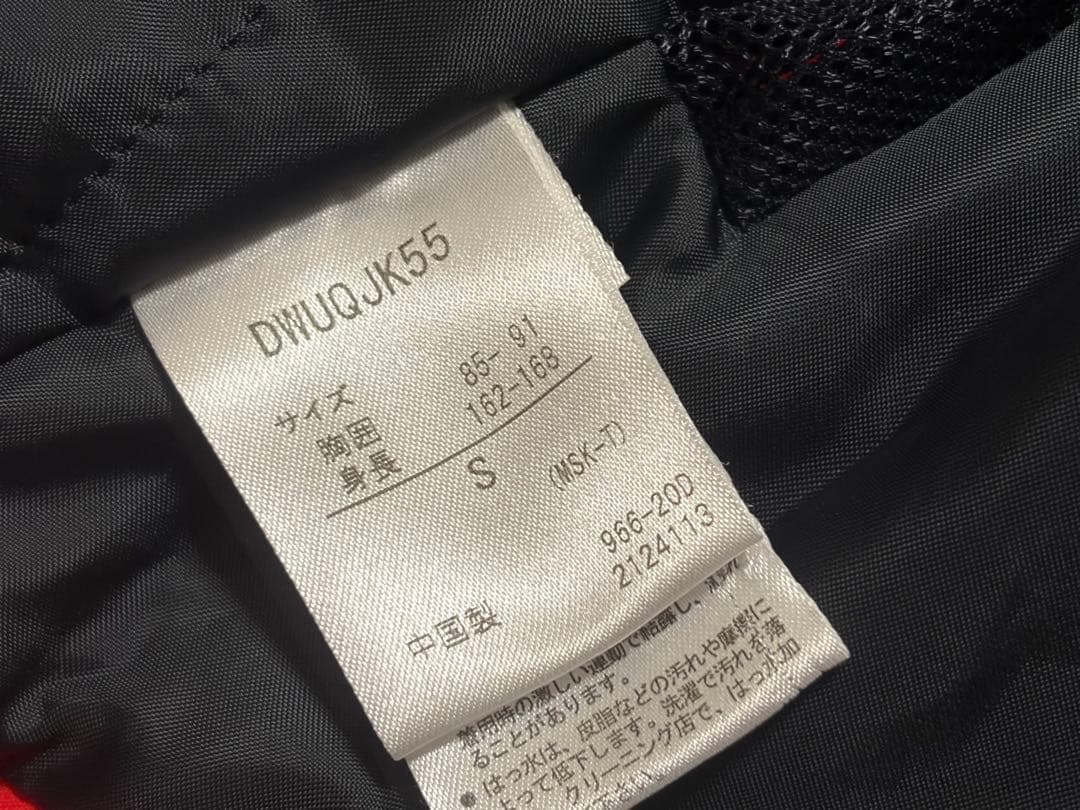 DWUQJK55
サイズ
胸囲 85- 91
身長 162-168
S (MSK-T)
966-20D
2124113
中国製
着用時の激しい運動で結露し、
ることがあります。
• はっ水は、皮脂などの汚れや摩擦に
よって低下します。洗濯で汚れを落
クリーニング店で、はっ水加